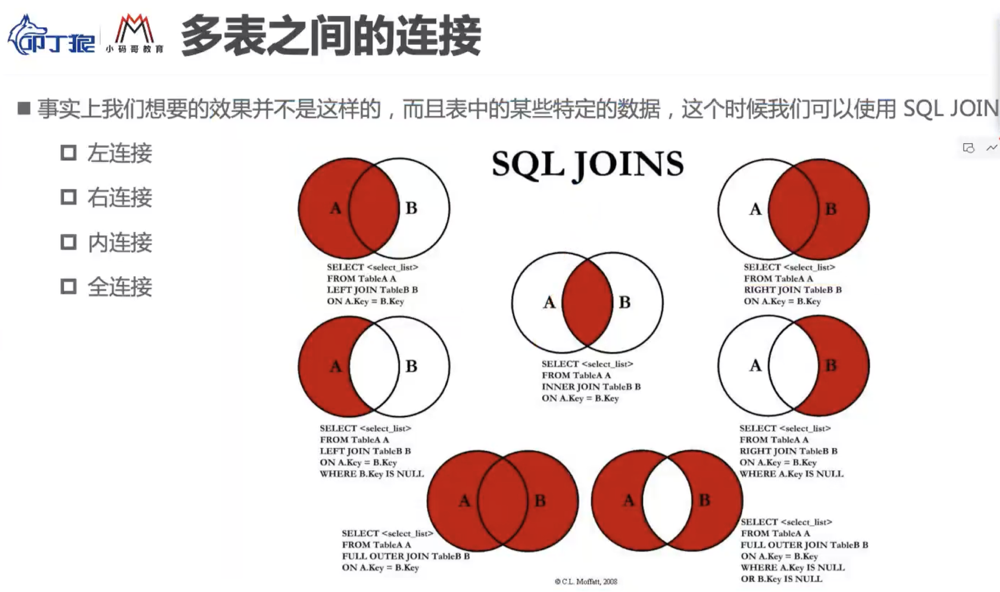 叩丁狼
小码哥教育
多表之间的连接
事实上我们想要的效果并不是这样的，而且表中的某些特定的数据，这个时候我们可以使用 SQL JOIN
左连接
右连接
内连接
全连接
SQL JOINS
A B
SELECT <select_list>
FROM TableA A
LEFT JOIN TableB B
ON A.Key = B.Key
A B
SELECT <select_list>
FROM TableA A
RIGHT JOIN TableB B
ON A.Key = B.Key
A B
SELECT <select_list>
FROM TableA A
INNER JOIN TableB B
ON A.Key = B.Key
A B
SELECT <select_list>
FROM TableA A
LEFT JOIN TableB B
ON A.Key = B.Key
WHERE B.Key IS NULL
A B
SELECT <select_list>
FROM TableA A
RIGHT JOIN TableB B
ON A.Key = B.Key
WHERE A.Key IS NULL
A B
SELECT <select_list>
FROM TableA A
FULL OUTER JOIN TableB B
ON A.Key = B.Key
A B
SELECT <select_list>
FROM TableA A
FULL OUTER JOIN TableB B
ON A.Key = B.Key
WHERE A.Key IS NULL
OR B.Key IS NULL
© C.L. Moffatt, 2008